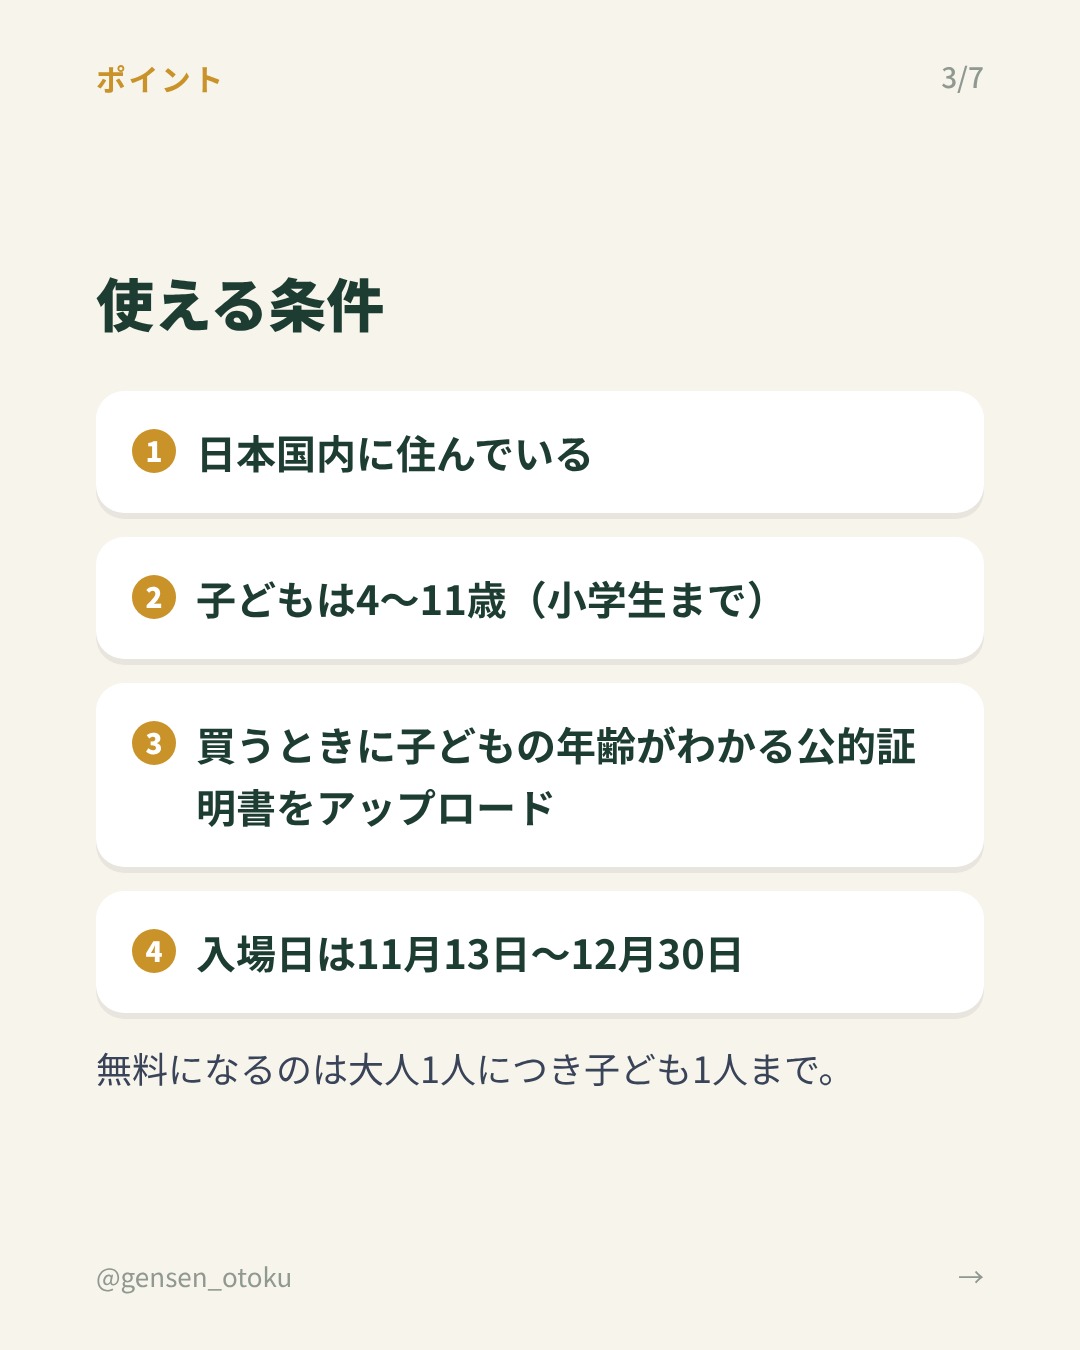 ポイント
3/7
使える条件
1 日本国内に住んでいる
2 子どもは4〜11歳（小学生まで）
3 買うときに子どもの年齢がわかる公的証
明書をアップロード
4 入場日は11月13日〜12月30日
無料になるのは大人1人につき子ども1人まで。
@gensen_otoku
→